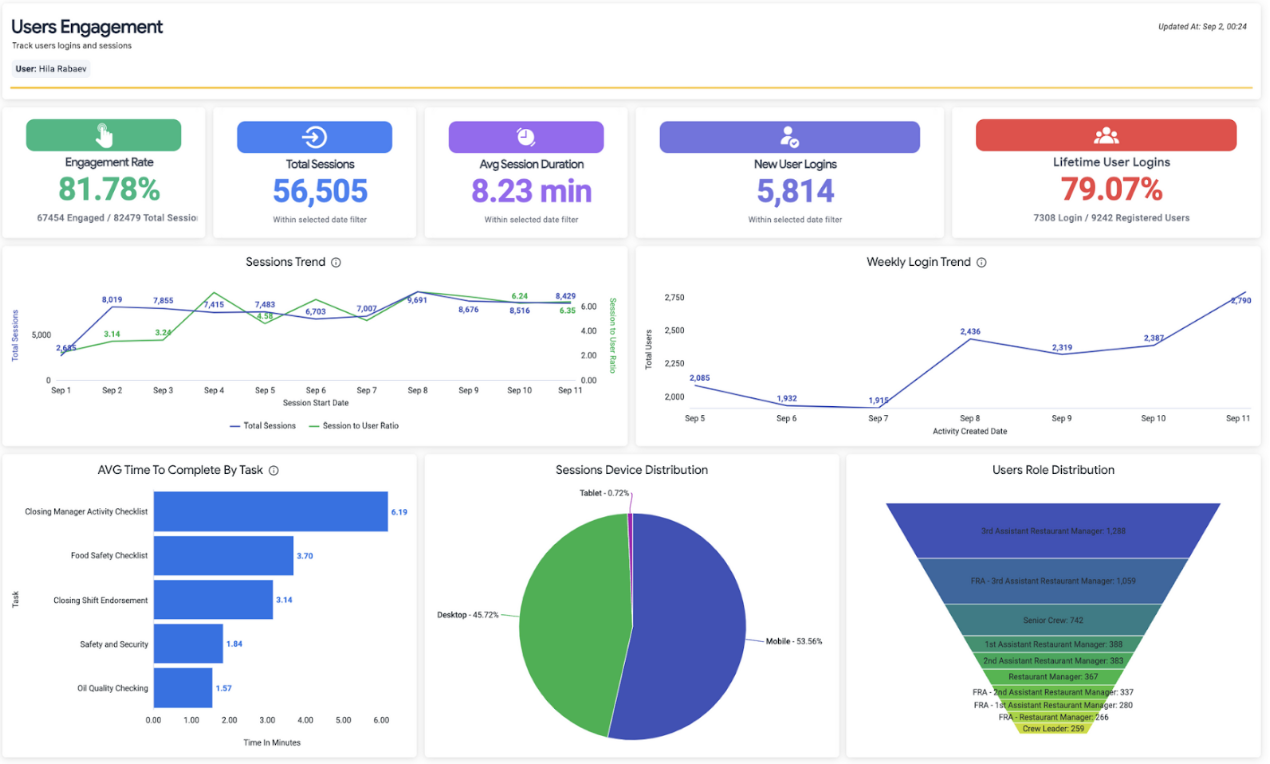 Users Engagement
Track users logins and sessions
User: Hila Rabaev
Updated At: Sep 2, 00:24
Engagement Rate
81.78%
67454 Engaged / 82479 Total Session
Total Sessions
56,505
Within selected date filter
Avg Session Duration
8.23 min
Within selected date filter
New User Logins
5,814
Within selected date filter
Lifetime User Logins
79.07%
7308 Login / 9242 Registered Users
Sessions Trend
Total Sessions
5,000
0
2,635
8,019
7,855
7,415
7,483
6,703
7,007
9,691
8,676
8,516
8,429
3.14
3.24
4.58
6.24
6.35
6.00
4.00
2.00
0.00
Session to User Ratio
Sep 1 Sep 2 Sep 3 Sep 4 Sep 5 Sep 6 Sep 7 Sep 8 Sep 9 Sep 10 Sep 11
Session Start Date
Total Sessions Session to User Ratio
Weekly Login Trend
Total Users
2,750
2,500
2,250
2,000
2,085
1,932
1,915
2,436
2,319
2,387
2,790
Sep 5 Sep 6 Sep 7 Sep 8 Sep 9 Sep 10 Sep 11
Activity Created Date
AVG Time To Complete By Task
Task
Closing Manager Activity Checklist 6.19
Food Safety Checklist 3.70
Closing Shift Endorsement 3.14
Safety and Security 1.84
Oil Quality Checking 1.57
0.00 1.00 2.00 3.00 4.00 5.00 6.00
Time In Minutes
Sessions Device Distribution
Tablet - 0.72%
Desktop - 45.72%
Mobile - 53.56%
Users Role Distribution
3rd Assistant Restaurant Manager: 1,288
FRA - 3rd Assistant Restaurant Manager: 1,059
Senior Crew: 742
1st Assistant Restaurant Manager: 388
2nd Assistant Restaurant Manager: 383
Restaurant Manager: 367
FRA - 2nd Assistant Restaurant Manager: 337
FRA - 1st Assistant Restaurant Manager: 280
FRA - Restaurant Manager: 266
Crew Leader: 259